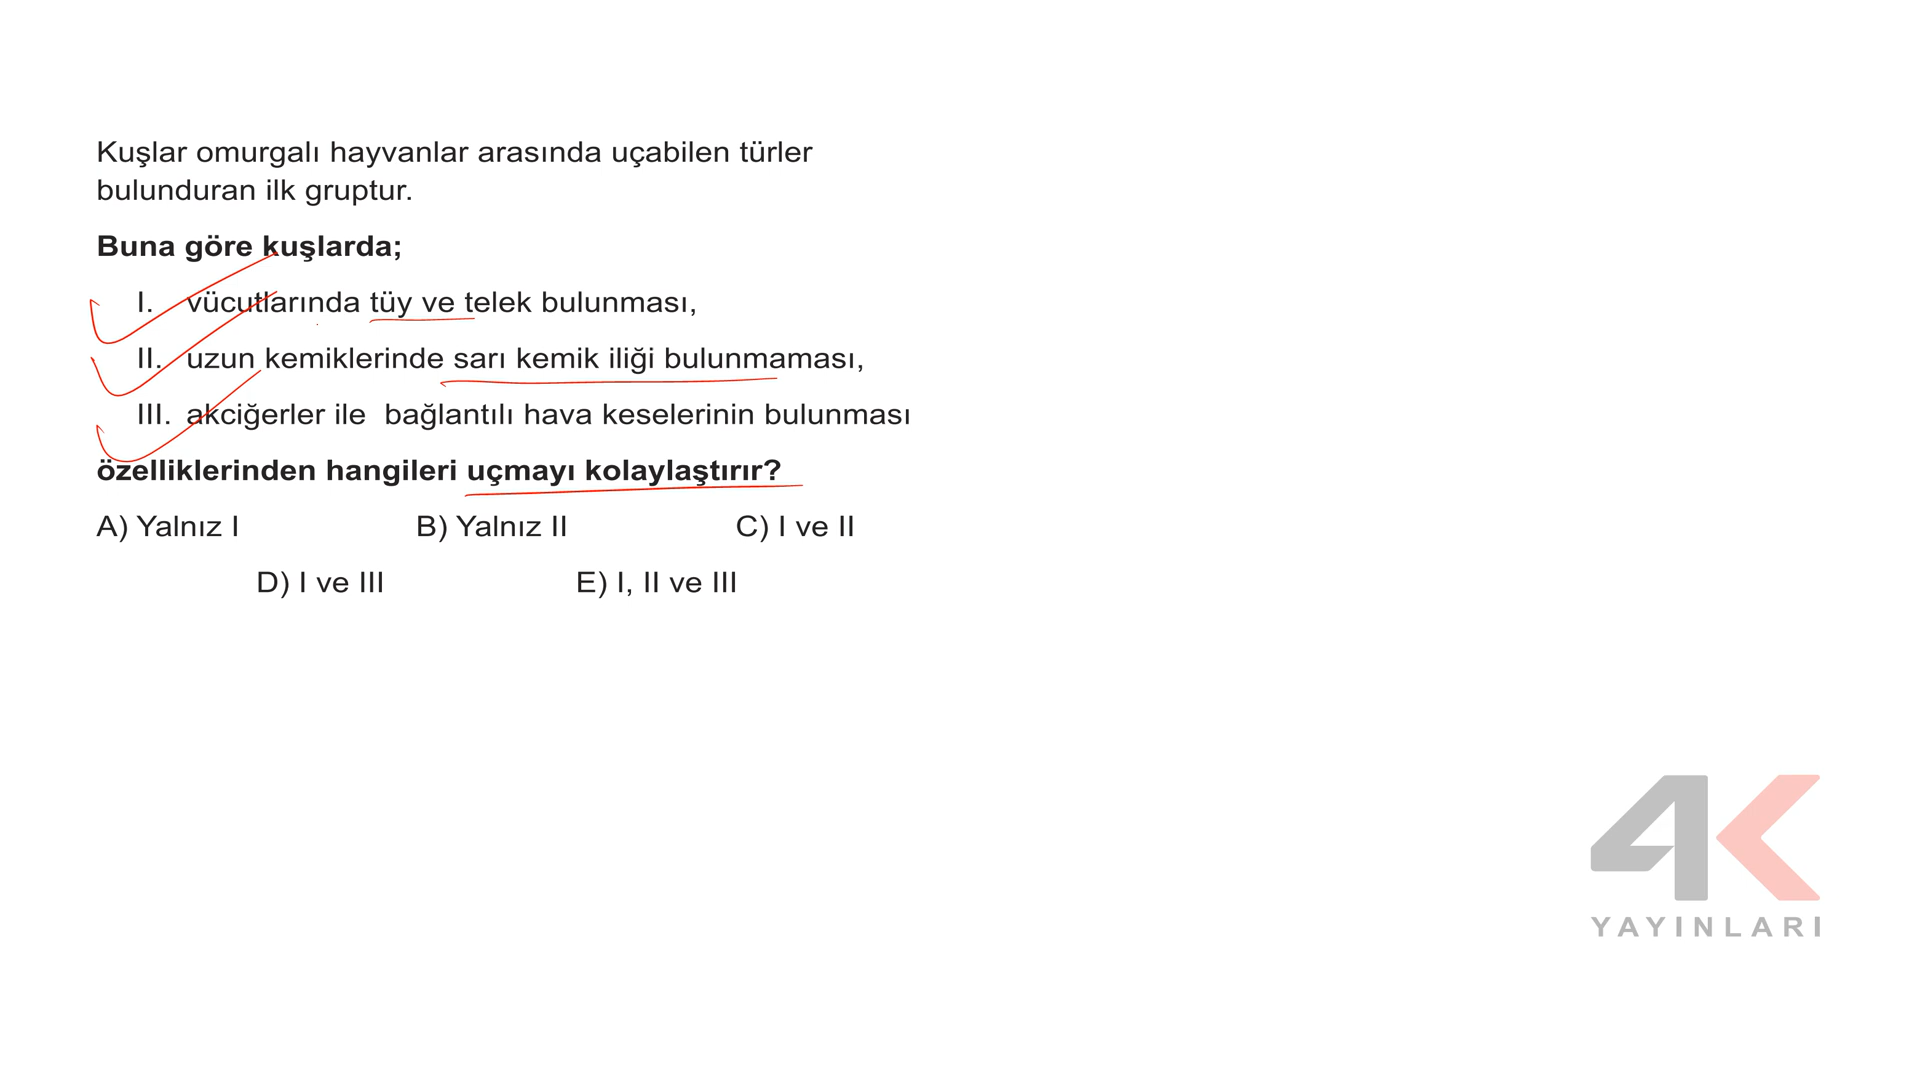 Kuşlar omurgalı hayvanlar arasında uçabilen türler
bulunduran ilk gruptur.
Buna göre kuşlarda;
I. vücutlarında tüy ve telek bulunması,
II. uzun kemiklerinde sarı kemik iliği bulunmaması,
III. akciğerler ile bağlantılı hava keselerinin bulunması
özelliklerinden hangileri uçmayı kolaylaştırır?
A) Yalnız I B) Yalnız II C) I ve II
D) I ve III E) I, II ve III
4K
YAYINLARI